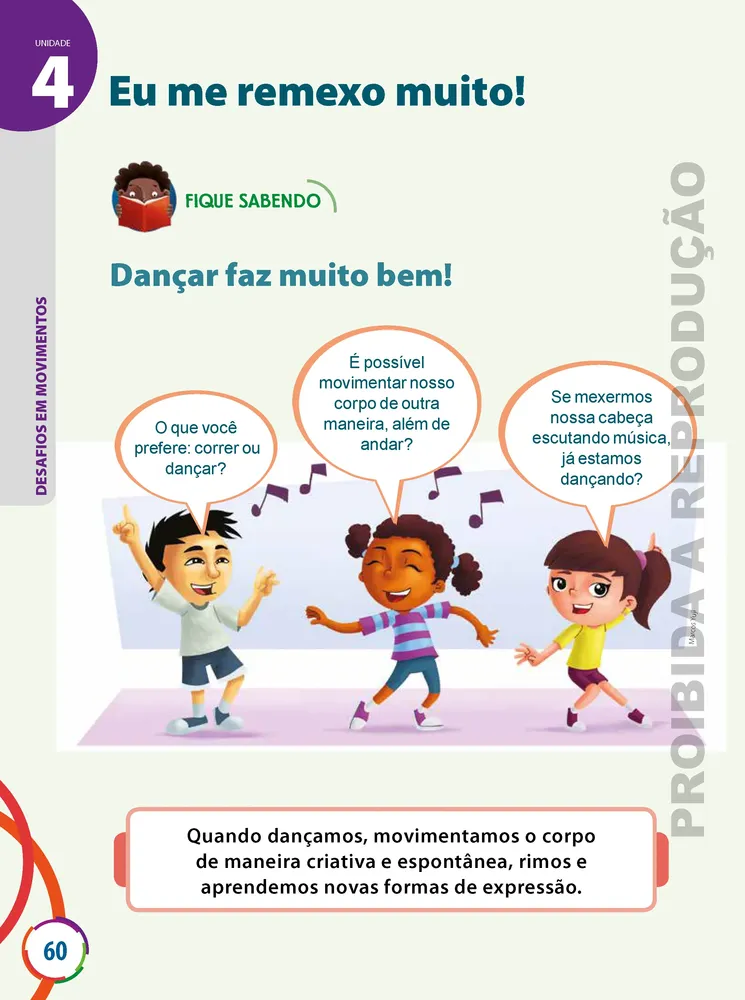 UNIDADE
4
Eu me remexo muito!
FIQUE SABENDO
Dançar faz muito bem!
DESAFIOS EM MOVIMENTOS
O que você
prefere: correr ou
dançar?
É possível
movimentar nosso
corpo de outra
maneira, além de
andar?
Se mexermos
nossa cabeça
escutando música,
já estamos
dançando?
Marcos Yuji
PROIBIDA A REPRODUÇÃO
Quando dançamos, movimentamos o corpo
de maneira criativa e espontânea, rimos e
aprendemos novas formas de expressão.
60